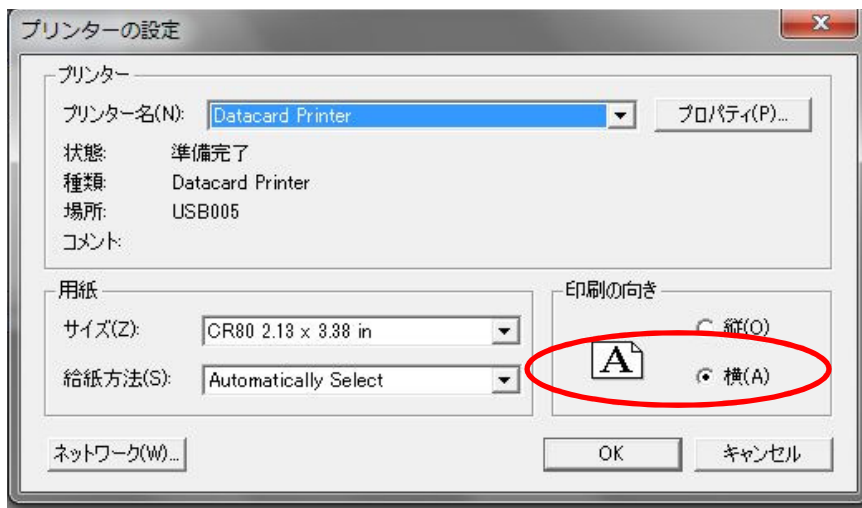 プリンターの設定
プリンター
プリンター名(N): Datacard Printer プロパティ(P)...
状態: 準備完了
種類: Datacard Printer
場所: USB005
コメント:
用紙
サイズ(Z): CR80 2.13 x 3.38 in
給紙方法(S): Automatically Select
印刷の向き
縦(O)
A 横(A)
ネットワーク(W)... OK キャンセル